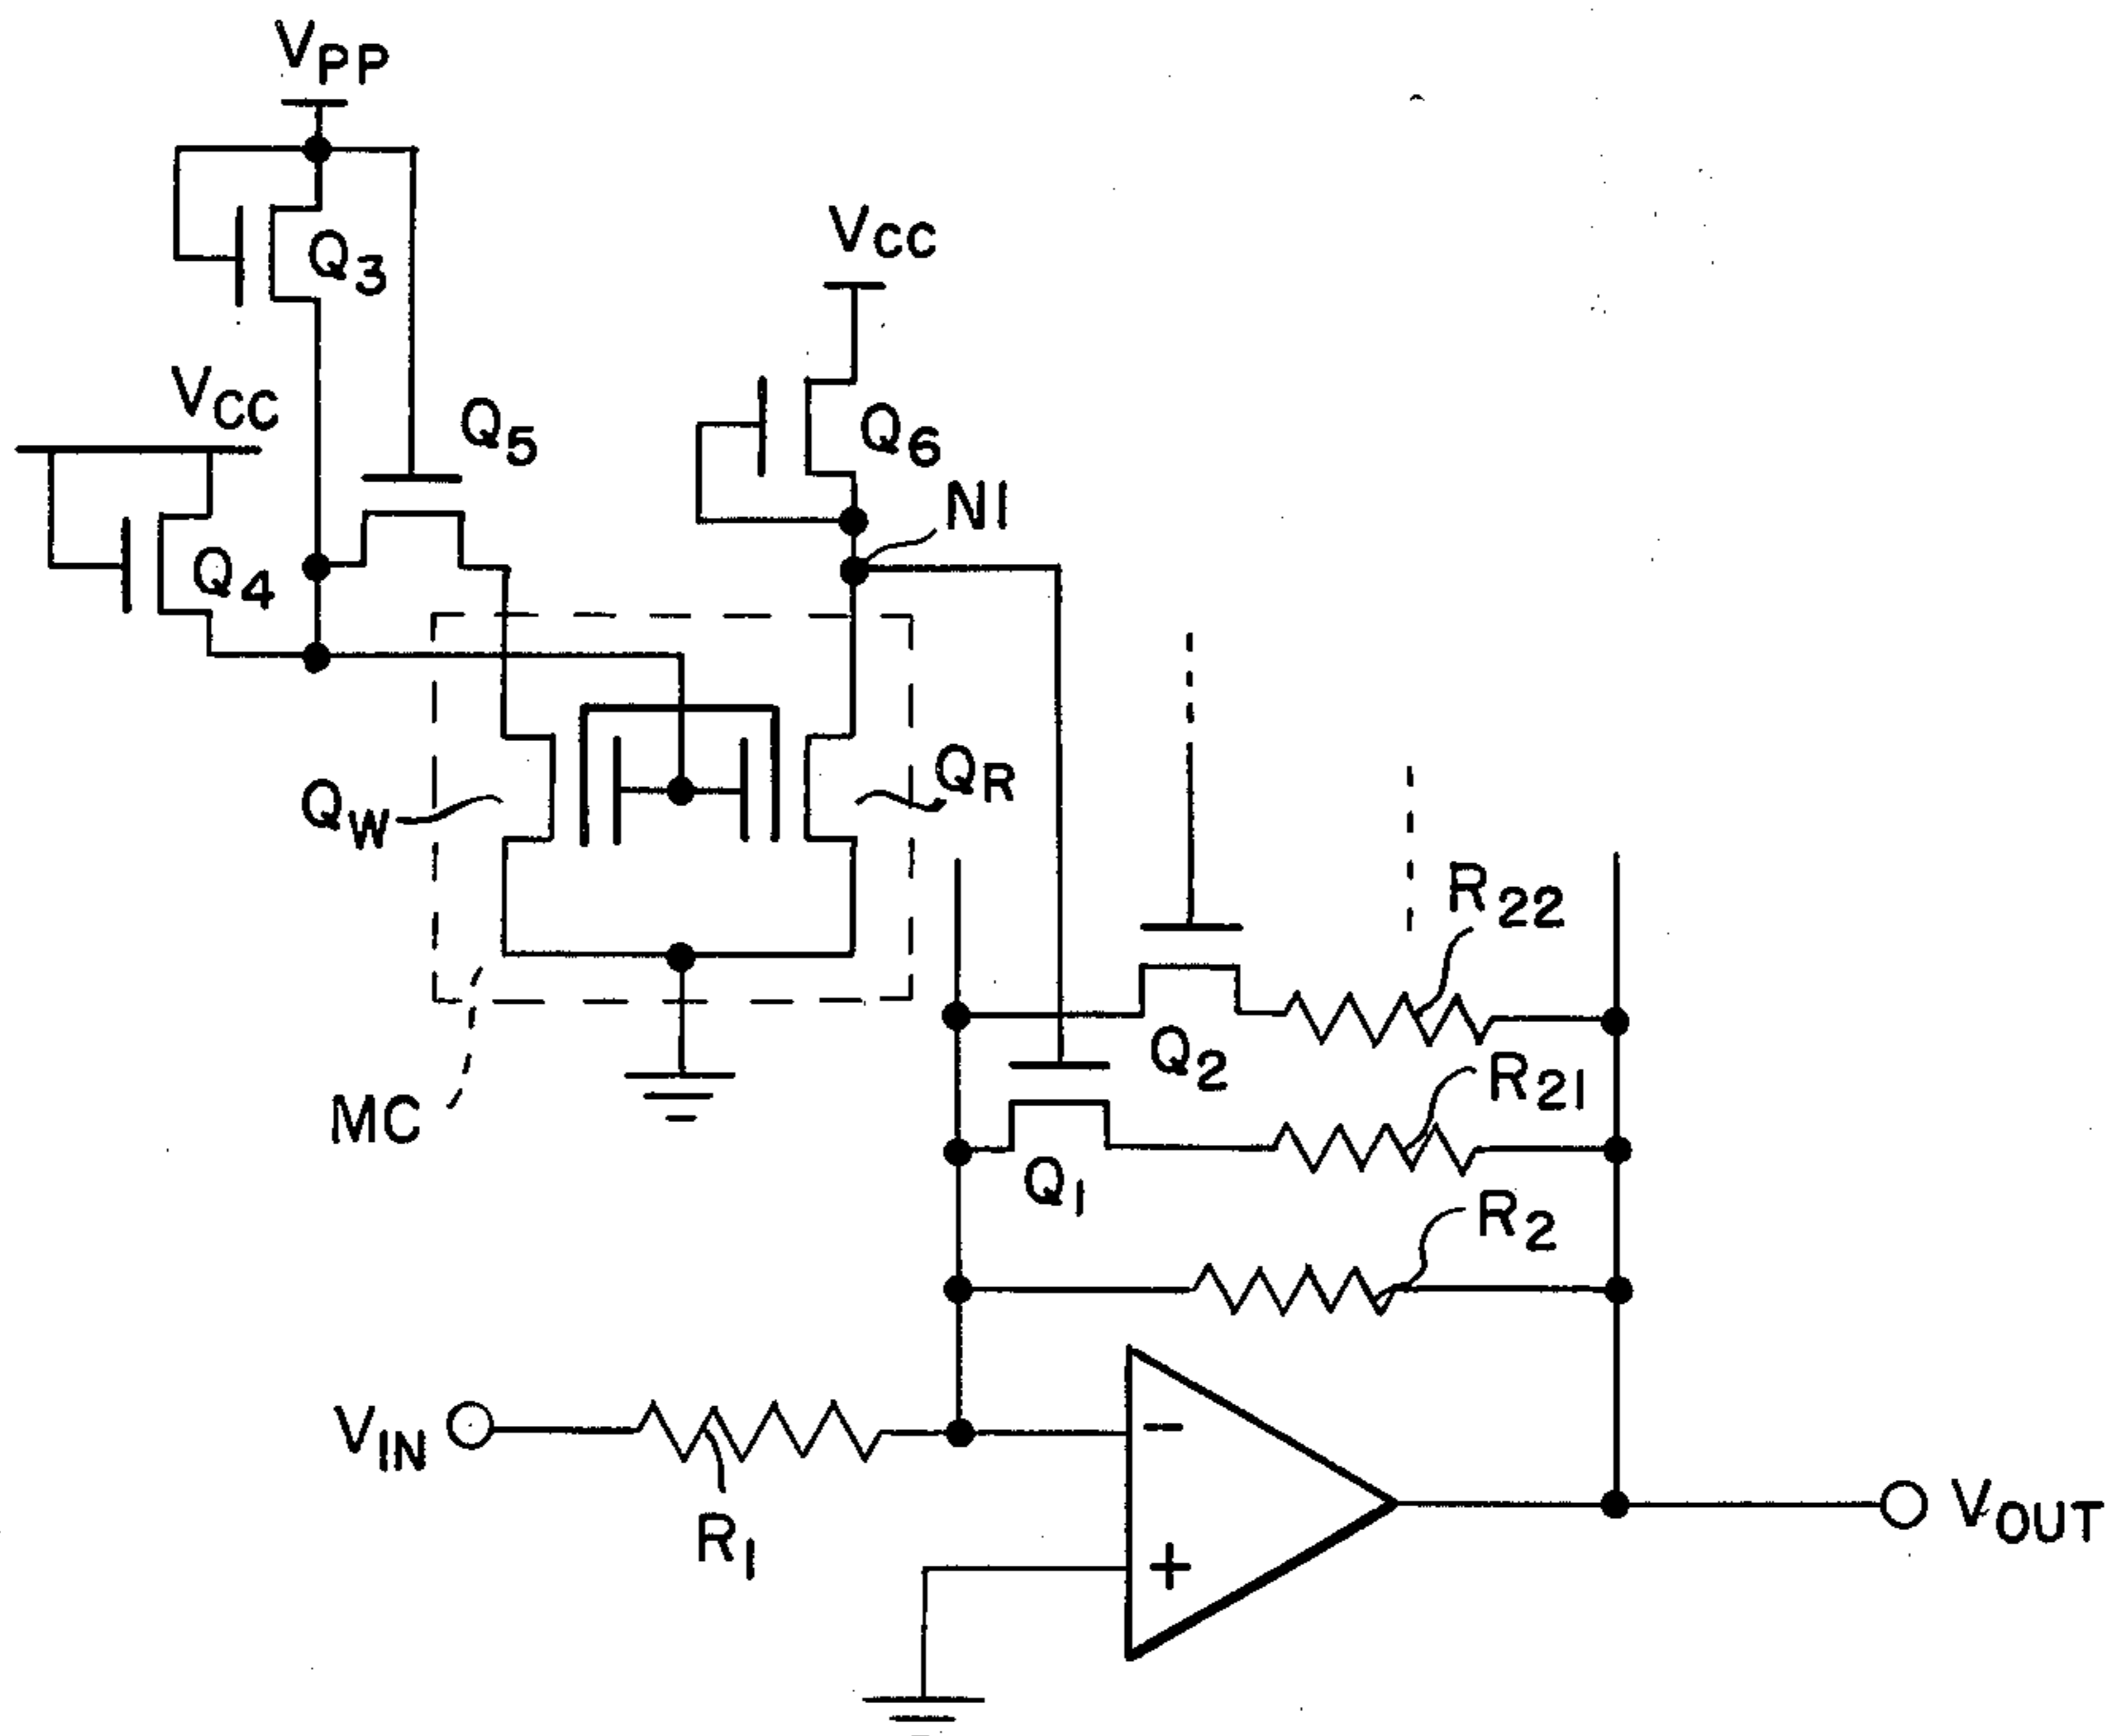 VPP
Q3
VCC
VCC
Q5
Q6
N1
Q4
QW
QR
R22
Q2
R21
MC
Q1
R2
VIN
-
R1
+
VOUT